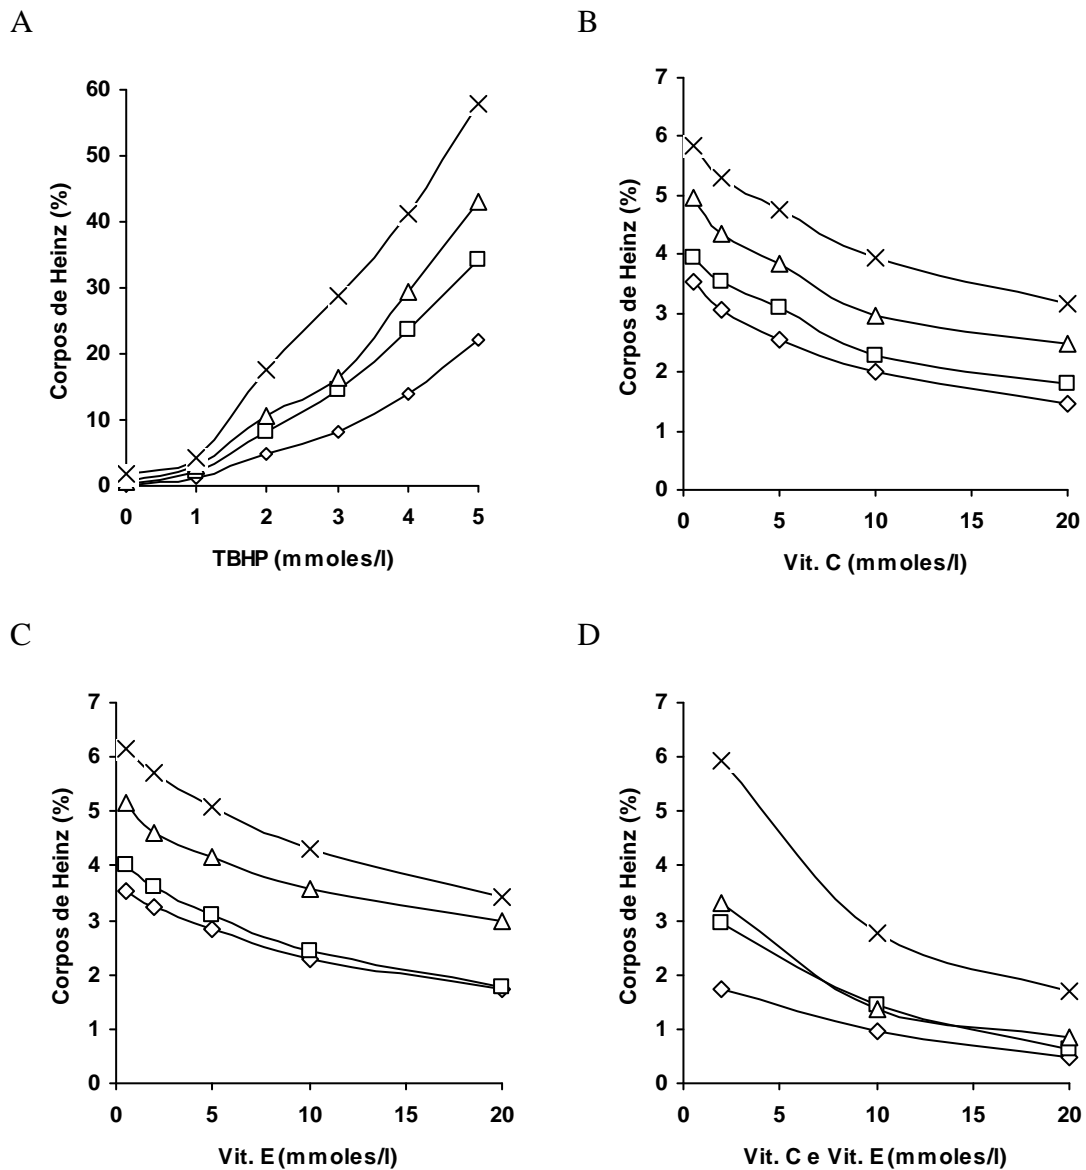 A
60
50
40
30
20
10
0
Corpos de Heinz (%)
0 1 2 3 4 5
TBHP (mmoles/l)
B
7
6
5
4
3
2
1
0
Corpos de Heinz (%)
0 5 10 15 20
Vit. C (mmoles/l)
C
7
6
5
4
3
2
1
0
Corpos de Heinz (%)
0 5 10 15 20
Vit. E (mmoles/l)
D
7
6
5
4
3
2
1
0
Corpos de Heinz (%)
0 5 10 15 20
Vit. C e Vit. E (mmoles/l)